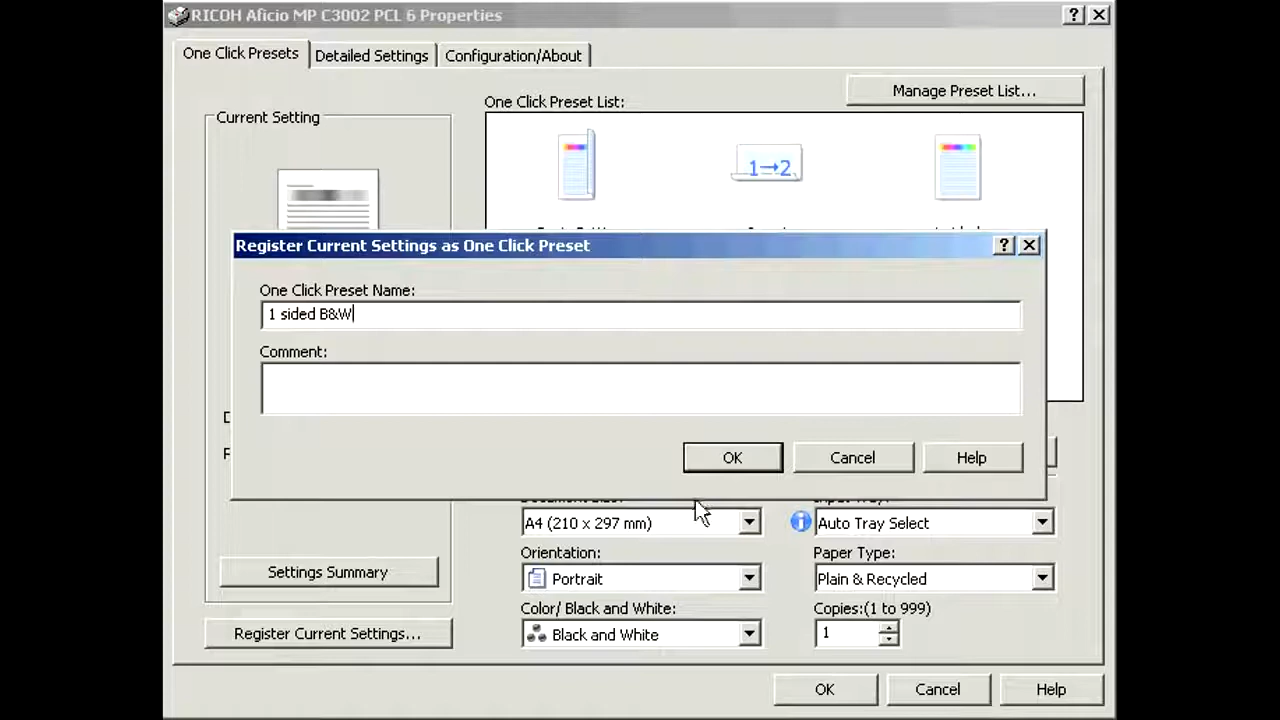 RICOH Aficio MP C3002 PCL 6 Properties
One Click Presets
Detailed Settings
Configuration/About
Manage Preset List...
One Click Preset List:
Current Setting
1→2
Register Current Settings as One Click Preset
One Click Preset Name:
1 sided B&W
Comment:
OK
Cancel
Help
A4 (210 x 297 mm)
Auto Tray Select
Orientation:
Paper Type:
Settings Summary
Portrait
Plain & Recycled
Color/ Black and White:
Copies:(1 to 999)
Register Current Settings...
Black and White
1
OK
Cancel
Help